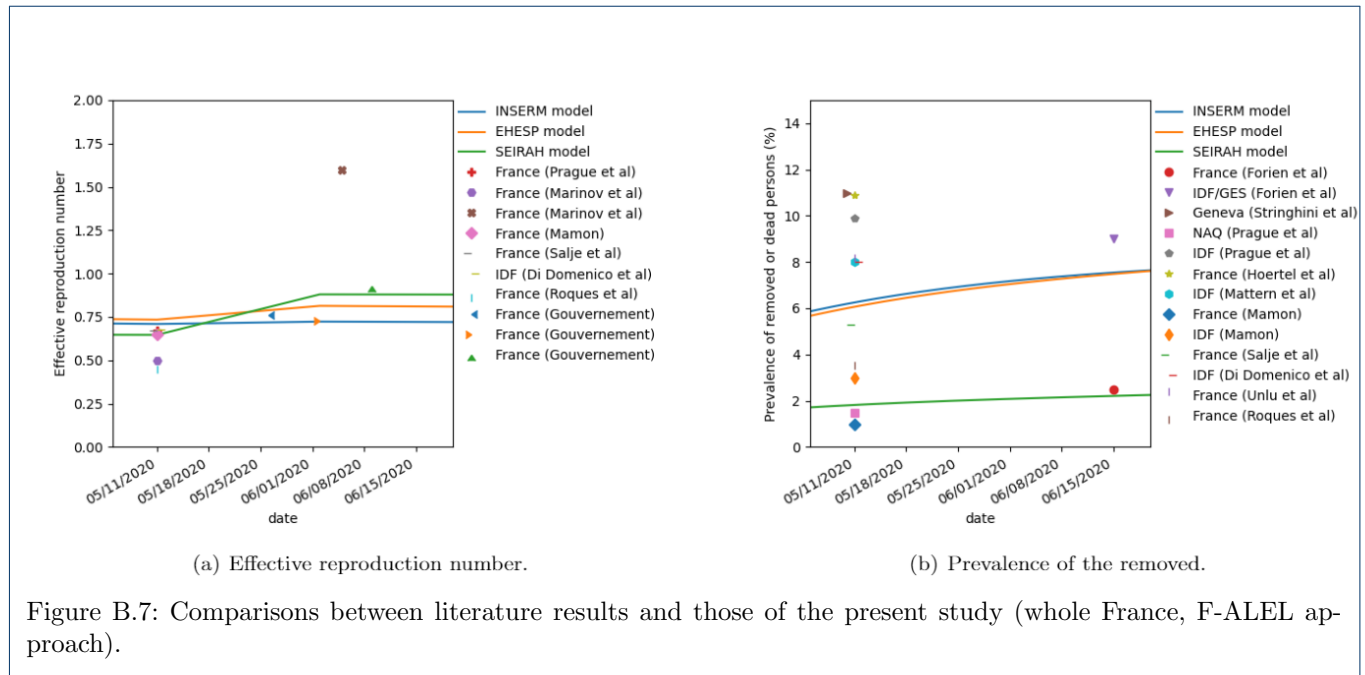 2.00
1.75
1.50
1.25
1.00
0.75
0.50
0.25
0.00
Effective reproduction number
05/11/2020
05/18/2020
05/25/2020
06/01/2020
06/08/2020
06/15/2020
date
INSERM model
EHESP model
SEIRAH model
France (Prague et al)
France (Marinov et al)
France (Marinov et al)
France (Mamon)
France (Salje et al)
IDF (Di Domenico et al)
France (Roques et al)
France (Gouvernement)
France (Gouvernement)
France (Gouvernement)
(a) Effective reproduction number.
14
12
10
8
6
4
2
0
Prevalence of removed or dead persons (%)
05/11/2020
05/18/2020
05/25/2020
06/01/2020
06/08/2020
06/15/2020
date
INSERM model
EHESP model
SEIRAH model
France (Forien et al)
IDF/GES (Forien et al)
Geneva (Stringhini et al)
NAQ (Prague et al)
IDF (Prague et al)
France (Hoertel et al)
IDF (Mattern et al)
France (Mamon)
IDF (Mamon)
France (Salje et al)
IDF (Di Domenico et al)
France (Unlu et al)
France (Roques et al)
(b) Prevalence of the removed.
Figure B.7: Comparisons between literature results and those of the present study (whole France, F-ALEL ap-
proach).